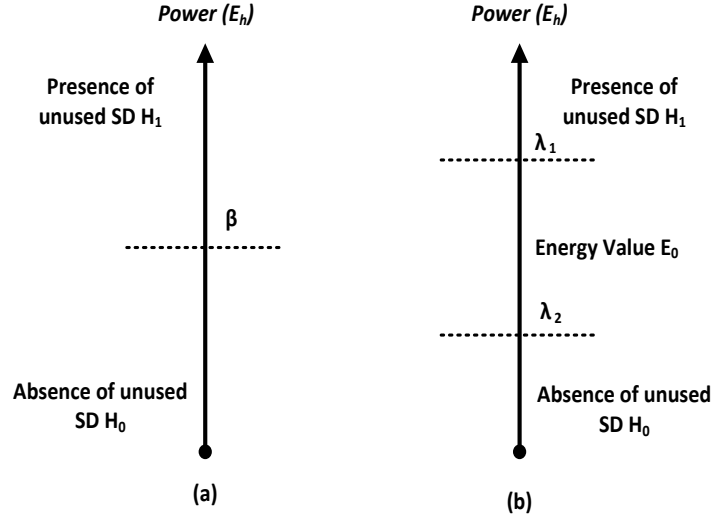 Power (Eₕ)
Presence of
unused SD H₁
β
Absence of unused
SD H₀
(a)
Power (Eₕ)
Presence of
unused SD H₁
λ₁
Energy Value E₀
λ₂
Absence of unused
SD H₀
(b)